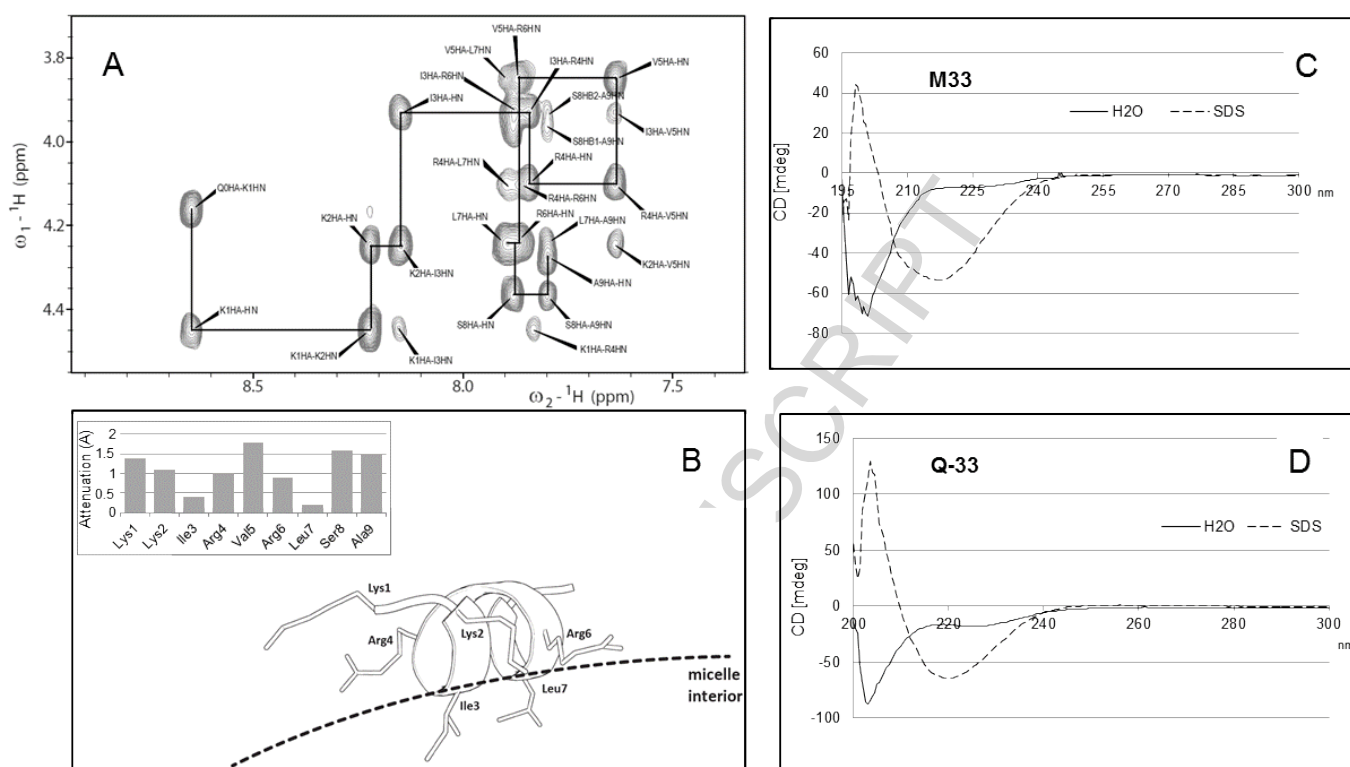 A
3.8
4.0
4.2
4.4
ω1 - 1H (ppm)
8.5
8.0
7.5
ω2 - 1H (ppm)
V5HA-R6HN
V5HA-L7HN
I3HA-R4HN
V5HA-HN
I3HA-R6HN
I3HA-HN
S8HB2-A9HN
I3HA-V5HN
S8HB1-A9HN
R4HA-L7HN
R4HA-HN
Q0HA-K1HN
R4HA-R6HN
K2HA-HN
R6HA-HN
L7HA-HN
L7HA-A9HN
R4HA-V5HN
K2HA-V5HN
K2HA-I3HN
A9HA-HN
K1HA-HN
S8HA-HN
S8HA-A9HN
K1HA-R4HN
K1HA-K2HN
K1HA-I3HN
C
M33
H2O
SDS
CD [mdeg]
60
40
20
0
-20
-40
-60
-80
195
210
225
240
255
270
285
300
nm
B
Attenuation (A)
2
1.5
1
0.5
0
Lys1
Lys2
Ile3
Arg4
Val5
Arg6
Leu7
Ser8
Ala9
Lys1
Arg4
Lys2
Arg6
Leu7
Ile3
micelle
interior
D
Q-33
H2O
SDS
CD [mdeg]
150
100
50
0
-50
-100
200
220
240
260
280
300
nm
SCRIPT